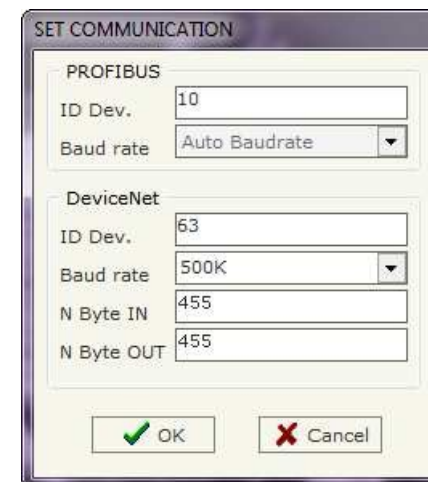 SET COMMUNICATION
PROFIBUS
ID Dev. 10
Baud rate Auto Baudrate
DeviceNet
ID Dev. 63
Baud rate 500K
N Byte IN 455
N Byte OUT 455
OK Cancel